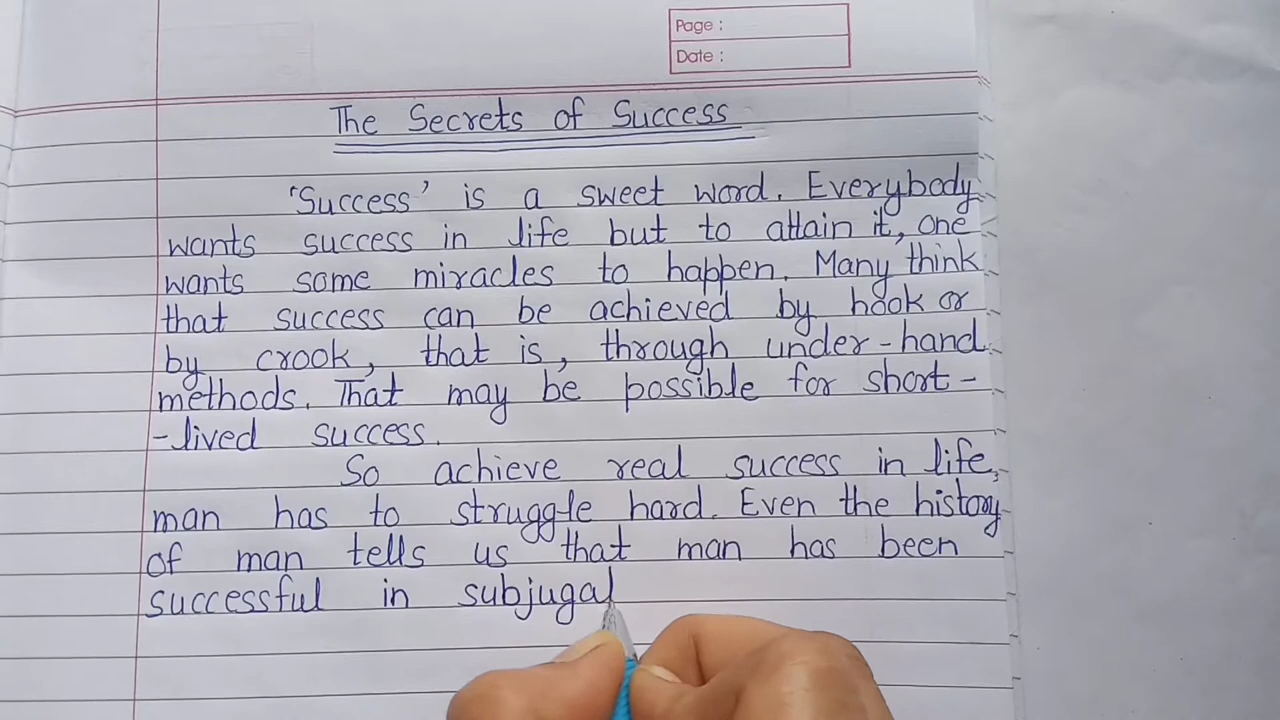 Page :
Date :
The Secrets of Success
'Success' is a sweet word. Everybody
wants success in life but to attain it, one
wants some miracles to happen. Many think
that success can be achieved by hook or
by crook, that is, through under-hand
methods. That may be possible for short-
-lived success.
So achieve real success in life,
man has to struggle hard. Even the history
of man tells us that man has been
successful in subjugal